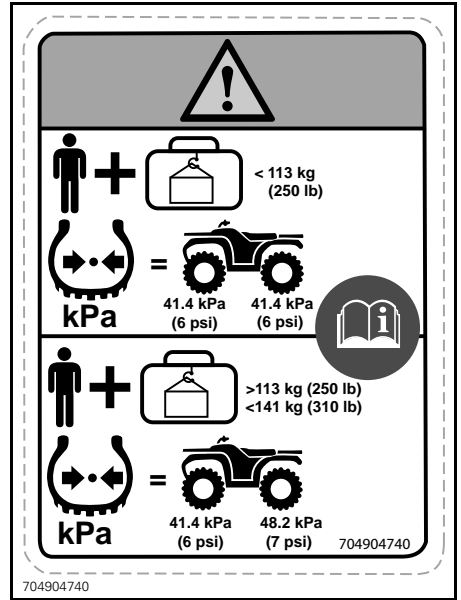 !
< 113 kg
(250 lb)
=
41.4 kPa 41.4 kPa
(6 psi) (6 psi)
kPa
i
>113 kg (250 lb)
<141 kg (310 lb)
=
41.4 kPa 48.2 kPa
(6 psi) (7 psi)
kPa
704904740
704904740